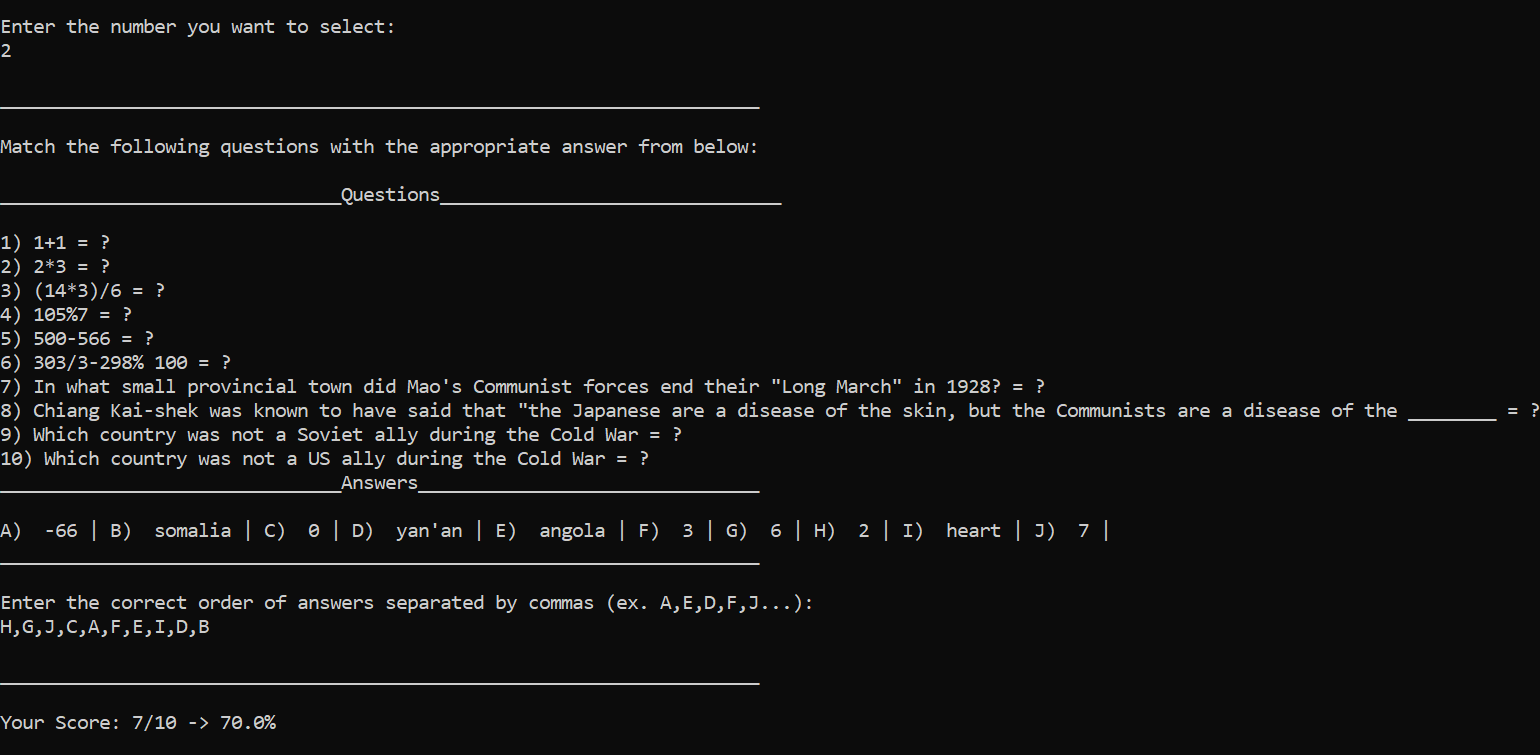 Enter the number you want to select:
2
_____________________________________________________________________
Match the following questions with the appropriate answer from below:
_______________________________Questions_______________________________
1) 1+1 = ?
2) 2*3 = ?
3) (14*3)/6 = ?
4) 105%7 = ?
5) 500-566 = ?
6) 303/3-298% 100 = ?
7) In what small provincial town did Mao's Communist forces end their "Long March" in 1928? = ?
8) Chiang Kai-shek was known to have said that "the Japanese are a disease of the skin, but the Communists are a disease of the ________ = ?
9) Which country was not a Soviet ally during the Cold War = ?
10) Which country was not a US ally during the Cold War = ?
_______________________________Answers_______________________________
A)  -66 | B)  somalia | C)  0 | D)  yan'an | E)  angola | F)  3 | G)  6 | H)  2 | I)  heart | J)  7 |
_____________________________________________________________________
Enter the correct order of answers separated by commas (ex. A,E,D,F,J...):
H,G,J,C,A,F,E,I,D,B
_____________________________________________________________________
Your Score: 7/10 -> 70.0%